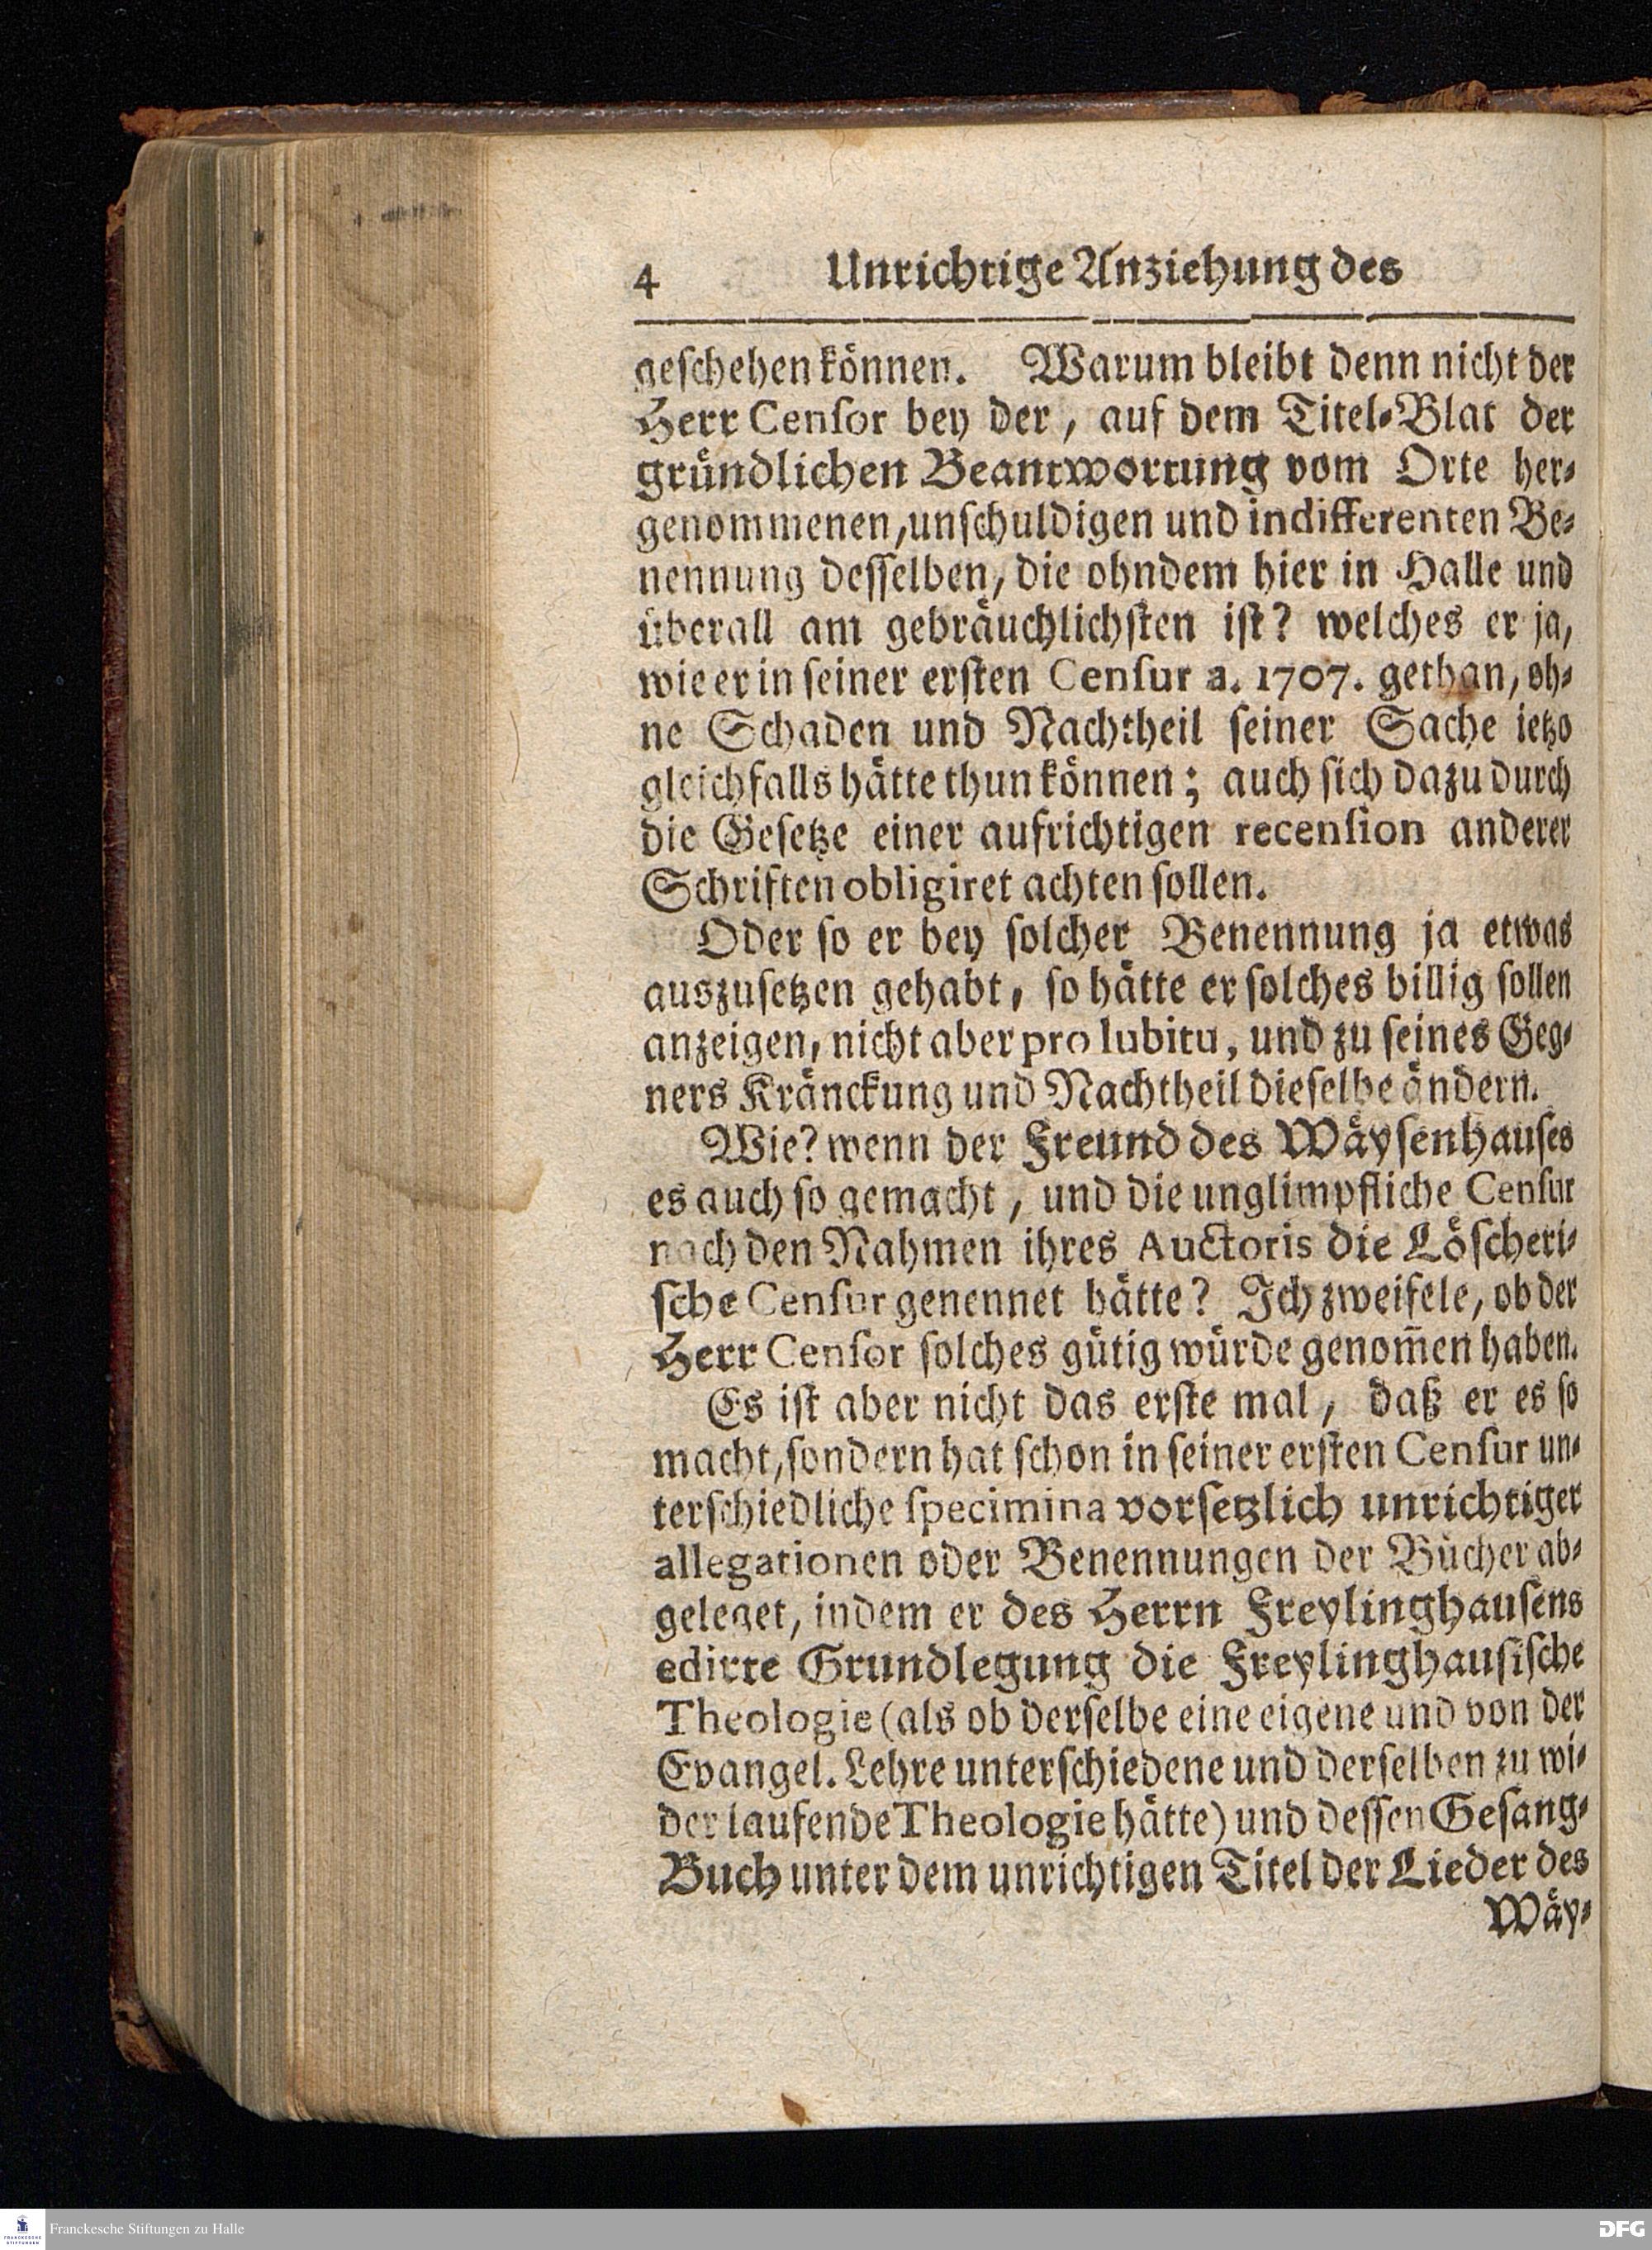 4 Unrichtige Anziehung des
geschehen können. Warum bleibt denn nicht der
Herr Censor bey der, auf dem Titel-Blat der
gründlichen Beantwortung vom Orte her-
genommenen, unschuldigen und indifferenten Be-
nennung desselben, die ohndem hier in Halle und
überall am gebräuchlichsten ist? welches er ja,
wie er in seiner ersten Censur a. 1707. gethan, oh-
ne Schaden und Nachtheil seiner Sache ietzo
gleichfalls hätte thun können; auch sich dazu durch
die Gesetze einer aufrichtigen recension anderer
Schriften obligiret achten sollen.
Oder so er bey solcher Benennung ja etwas
auszusetzen gehabt, so hätte er solches billig sollen
anzeigen, nicht aber pro lubitu, und zu seines Geg-
ners Kränckung und Nachtheil dieselbe ändern.
Wie? wenn der Freund des Wäysenhauses
es auch so gemacht, und die unglimpfliche Censur
nach den Nahmen ihres Auctoris die Löscheri-
sche Censur genennet hätte? Ich zweifele, ob der
Herr Censor solches gütig würde genom̃en haben.
Es ist aber nicht das erste mal, daß er es so
macht, sondern hat schon in seiner ersten Censur un-
terschiedliche specimina vorsetzlich unrichtiger
allegationen oder Benennungen der Bücher ab-
geleget, indem er des Herrn Freylinghausens
edirte Grundlegung die Freylinghausische
Theologie (als ob derselbe eine eigene und von der
Evangel. Lehre unterschiedene und derselben zu wi-
der laufende Theologie hätte) und dessen Gesang-
Buch unter dem unrichtigen Titel der Lieder des
Wäy-
Franckesche Stiftungen zu Halle
FRANCKESCHE
STIFTUNGEN
DFG